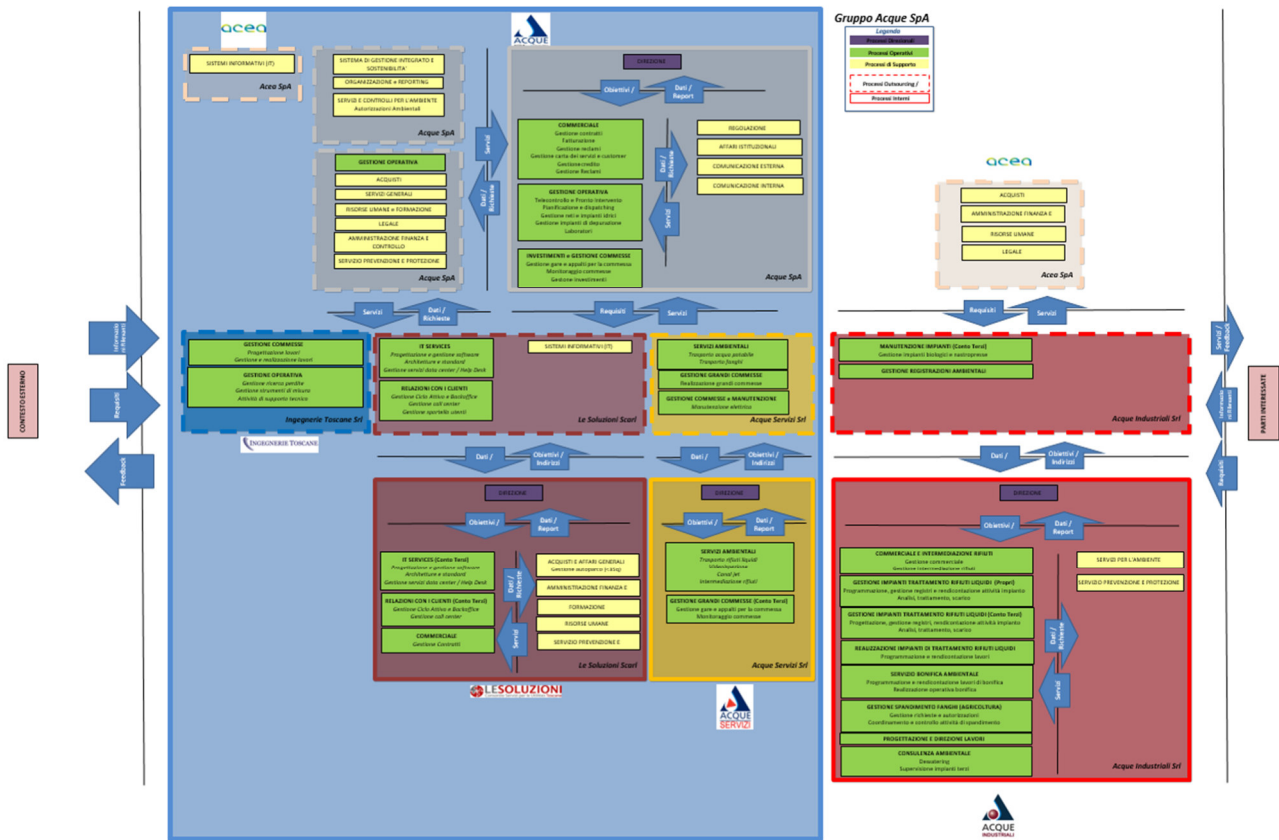 Gruppo Acque SpA
Legenda
Processi Direzionali
Processi Operativi
Processi di Supporto
Processi Outsourcing /
Processi Interni
acea
SISTEMI INFORMATIVI (IT)
Acea SpA
SISTEMA DI GESTIONE INTEGRATO E
SOSTENIBILITA'
ORGANIZZAZIONE e REPORTING
SERVIZI E CONTROLLI PER L'AMBIENTE
Autorizzazioni Ambientali
Acque SpA
GESTIONE OPERATIVA
ACQUISTI
SERVIZI GENERALI
RISORSE UMANE e FORMAZIONE
LEGALE
AMMINISTRAZIONE FINANZA E
CONTROLLO
SERVIZIO PREVENZIONE E PROTEZIONE
Acque SpA
Servizi
Dati /
Richieste
ACQUE
DIREZIONE
Obiettivi /
Dati /
Report
COMMERCIALE
Gestione contratti
Fatturazione
Gestione reclami
Gestione carta dei servizi e customer
Gestione credito
Gestione Reclami
GESTIONE OPERATIVA
Telecontrollo e Pronto Intervento
Pianificazione e dispatching
Gestione reti e impianti idrici
Gestione impianti di depurazione
Laboratori
INVESTIMENTI e GESTIONE COMMESSE
Gestione gare e appalti per la commessa
Monitoraggio commesse
Gestione investimenti
Dati /
Richieste
Servizi
REGOLAZIONE
AFFARI ISTITUZIONALI
COMUNICAZIONE ESTERNA
COMUNICAZIONE INTERNA
Acque SpA
acea
ACQUISTI
AMMINISTRAZIONE FINANZA E
RISORSE UMANE
LEGALE
Acea SpA
Servizi
Dati /
Richieste
Requisiti
Servizi
Requisiti
Servizi
CONTESTO ESTERNO
Requisiti
Feedback
GESTIONE COMMESSE
Progettazione lavori
Gestione e realizzazione lavori
GESTIONE OPERATIVA
Gestione ricerca perdite
Gestione strumenti di misura
Attività di supporto tecnico
Ingegnerie Toscane Srl
INGEGNERIE TOSCANE
IT SERVICES
Progettazione e gestione software
Architetture e standard
Gestione servizi data center / Help Desk
RELAZIONI CON I CLIENTI
Gestione Ciclo Attivo e Backoffice
Gestione call center
Gestione sportello utenti
SISTEMI INFORMATIVI (IT)
Le Soluzioni Scarl
SERVIZI AMBIENTALI
Trasporto acqua potabile
Trasporto fanghi
GESTIONE GRANDI COMMESSE
Realizzazione grandi commesse
GESTIONE COMMESSE e MANUTENZIONE
Manutenzione elettrica
Acque Servizi Srl
MANUTENZIONE IMPIANTI (Conto Terzi)
Gestione impianti biologici e nastropresse
GESTIONE REGISTRAZIONI AMBIENTALI
Acque Industriali Srl
Servizi /
Feedback
Requisiti
PARTI INTERESSATE
Dati /
Obiettivi /
Indirizzi
Dati /
Obiettivi /
Indirizzi
Dati /
Obiettivi /
Indirizzi
DIREZIONE
Obiettivi /
Dati /
Report
IT SERVICES (Conto Terzi)
Progettazione e gestione software
Architetture e standard
Gestione servizi data center / Help Desk
RELAZIONI CON I CLIENTI (Conto Terzi)
Gestione Ciclo Attivo e Backoffice
Gestione call center
COMMERCIALE
Gestione Contratti
Dati /
Richieste
Servizi
ACQUISTI E AFFARI GENERALI
AMMINISTRAZIONE FINANZA E
FORMAZIONE
RISORSE UMANE
SERVIZIO PREVENZIONE E
Le Soluzioni Scarl
LESOLUZIONI
DIREZIONE
Obiettivi /
Dati /
Report
SERVIZI AMBIENTALI
Trasporto rifiuti liquidi
Videoispezione
Canal Jet
Intermediazione rifiuti
GESTIONE GRANDI COMMESSE (Conto Terzi)
Gestione gare e appalti per la commessa
Monitoraggio commesse
Acque Servizi Srl
ACQUE
SERVIZI
DIREZIONE
Obiettivi /
Dati /
Report
COMMERCIALE E INTERMEDIAZIONE RIFIUTI
Gestione commerciale
Gestione intermediazione rifiuti
GESTIONE IMPIANTI TRATTAMENTO RIFIUTI LIQUIDI (Propri)
Programmazione, gestione registri e rendicontazione attività impianto
Analisi, trattamento, scarico
GESTIONE IMPIANTI TRATTAMENTO RIFIUTI LIQUIDI (Conto Terzi)
Progettazione, gestione registri, rendicontazione attività impianto
Analisi, trattamento, scarico
REALIZZAZIONE IMPIANTI DI TRATTAMENTO RIFIUTI LIQUIDI
Programmazione e rendicontazione lavori
SERVIZIO BONIFICA AMBIENTALE
Programmazione e rendicontazione lavori di bonifica
Realizzazione operativa bonifica
GESTIONE SPANDIMENTO FANGHI (AGRICOLTURA)
Gestione richieste e autorizzazioni
Coordinamento e controllo attività di spandimento
PROGETTAZIONE E DIREZIONE LAVORI
CONSULENZA AMBIENTALE
Dewatering
Supervisione impianti terzi
Dati /
Richieste
Servizi
SERVIZI PER L'AMBIENTE
SERVIZIO PREVENZIONE E PROTEZIONE
Acque Industriali Srl
ACQUE
INDUSTRIALI